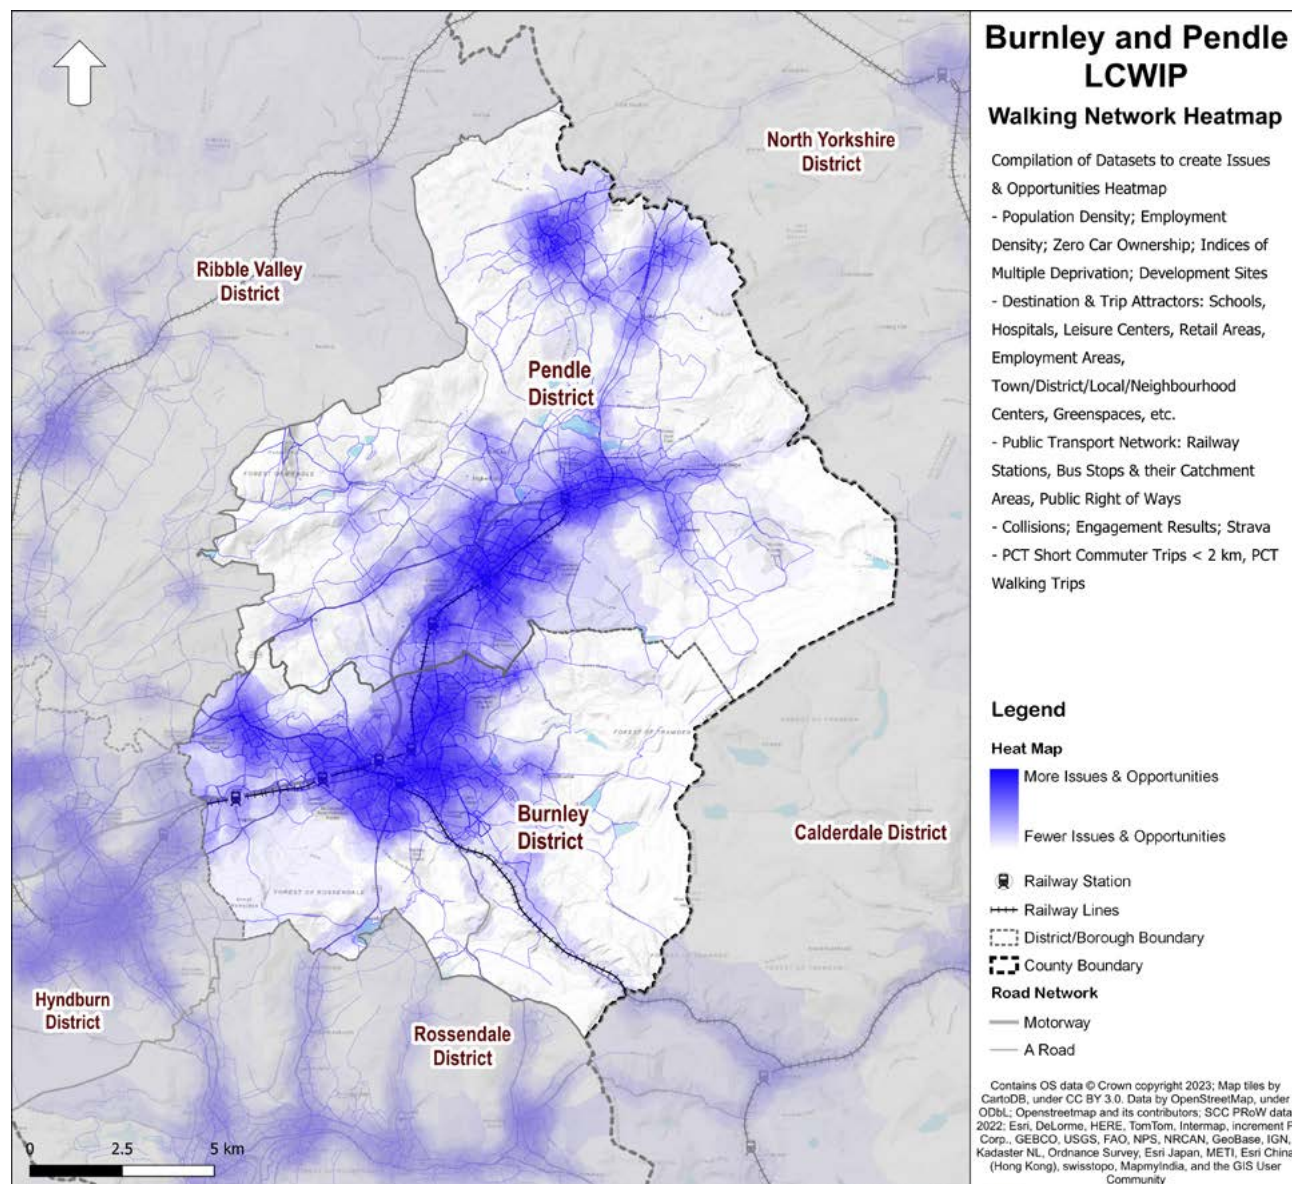 Burnley and Pendle
LCWIP
Walking Network Heatmap
Compilation of Datasets to create Issues
& Opportunities Heatmap
- Population Density; Employment
Density; Zero Car Ownership; Indices of
Multiple Deprivation; Development Sites
- Destination & Trip Attractors: Schools,
Hospitals, Leisure Centers, Retail Areas,
Employment Areas,
Town/District/Local/Neighbourhood
Centers, Greenspaces, etc.
- Public Transport Network: Railway
Stations, Bus Stops & their Catchment
Areas, Public Right of Ways
- Collisions; Engagement Results; Strava
- PCT Short Commuter Trips < 2 km, PCT
Walking Trips
North Yorkshire
District
Ribble Valley
District
Pendle
District
Burnley
District
Calderdale District
Hyndburn
District
Rossendale
District
FOREST OF ROSSENDALE
0 2.5 5 km
Legend
Heat Map
More Issues & Opportunities
Fewer Issues & Opportunities
Railway Station
Railway Lines
District/Borough Boundary
County Boundary
Road Network
Motorway
A Road
Contains OS data © Crown copyright 2023; Map tiles by
CartoDB, under CC BY 3.0. Data by OpenStreetMap, under
ODbL; Openstreetmap and its contributors; SCC PRoW data
2022; Esri, DeLorme, HERE, TomTom, Intermap, increment P
Corp., GEBCO, USGS, FAO, NPS, NRCAN, GeoBase, IGN,
Kadaster NL, Ordnance Survey, Esri Japan, METI, Esri China
(Hong Kong), swisstopo, MapmyIndia, and the GIS User
Community